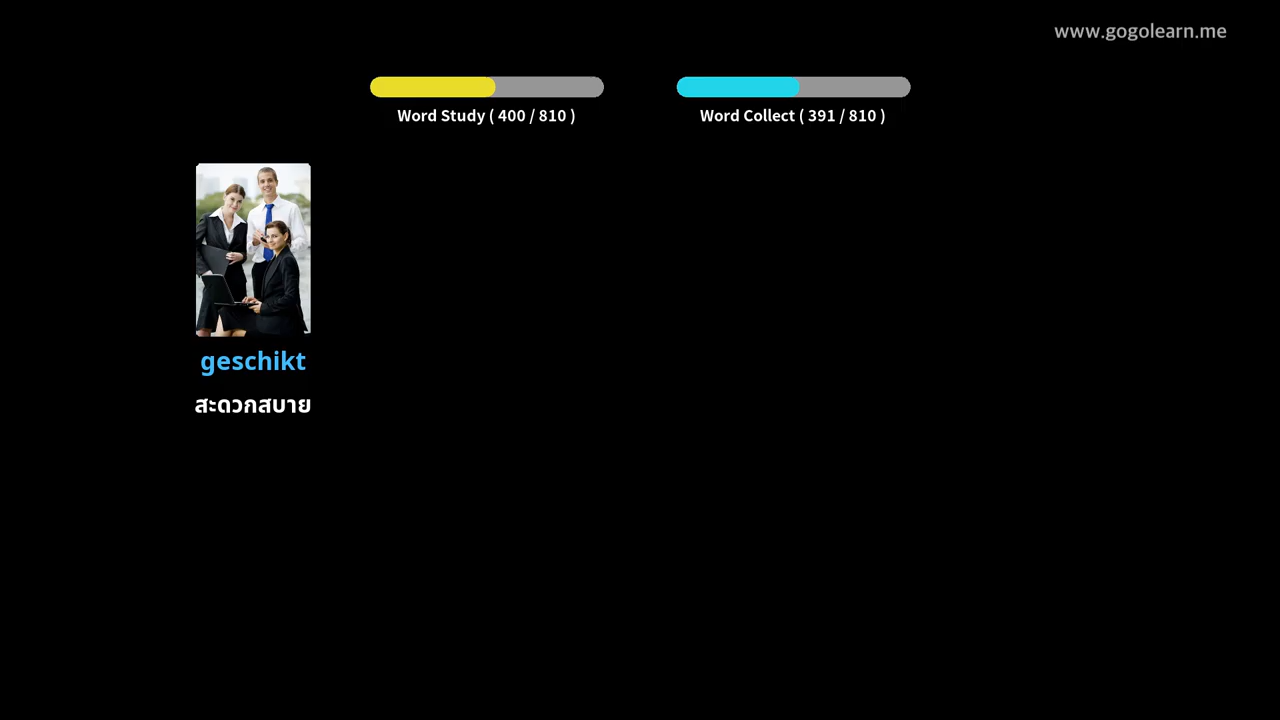 www.gogolearn.me
Word Study ( 400 / 810 )
Word Collect ( 391 / 810 )
geschikt
สะดวกสบาย